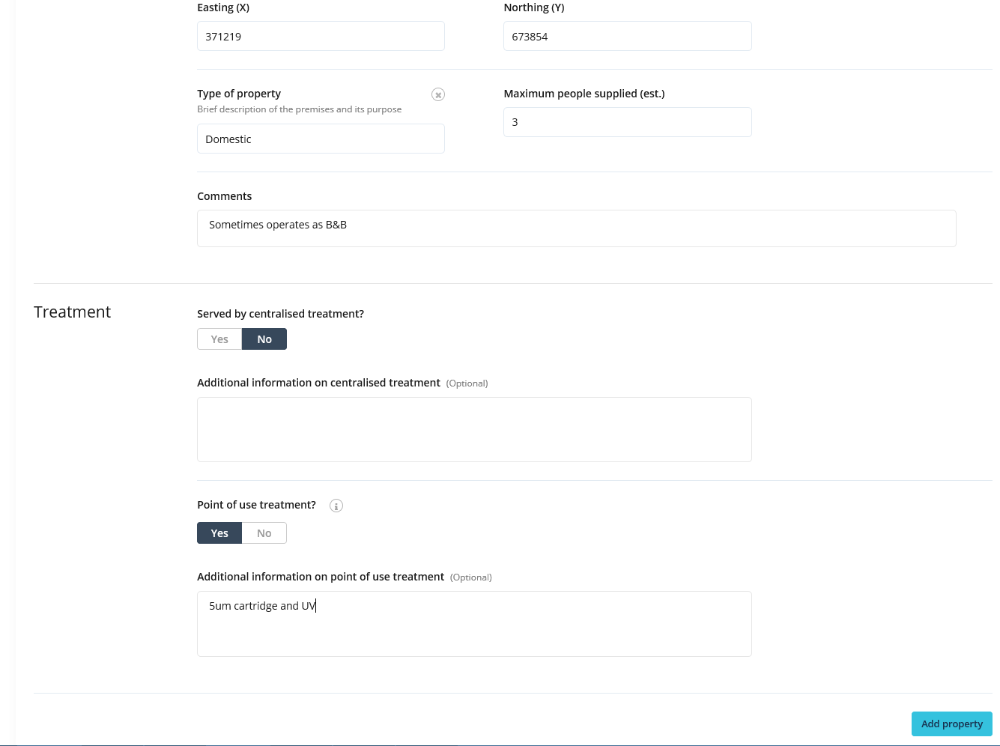 Easting (X)
Northing (Y)
371219
673854
Type of property
Maximum people supplied (est.)
Brief description of the premises and its purpose
3
Domestic
Comments
Sometimes operates as B&B
Treatment
Served by centralised treatment?
Yes No
Additional information on centralised treatment (Optional)
Point of use treatment?
Yes No
Additional information on point of use treatment (Optional)
5um cartridge and UV
Add property